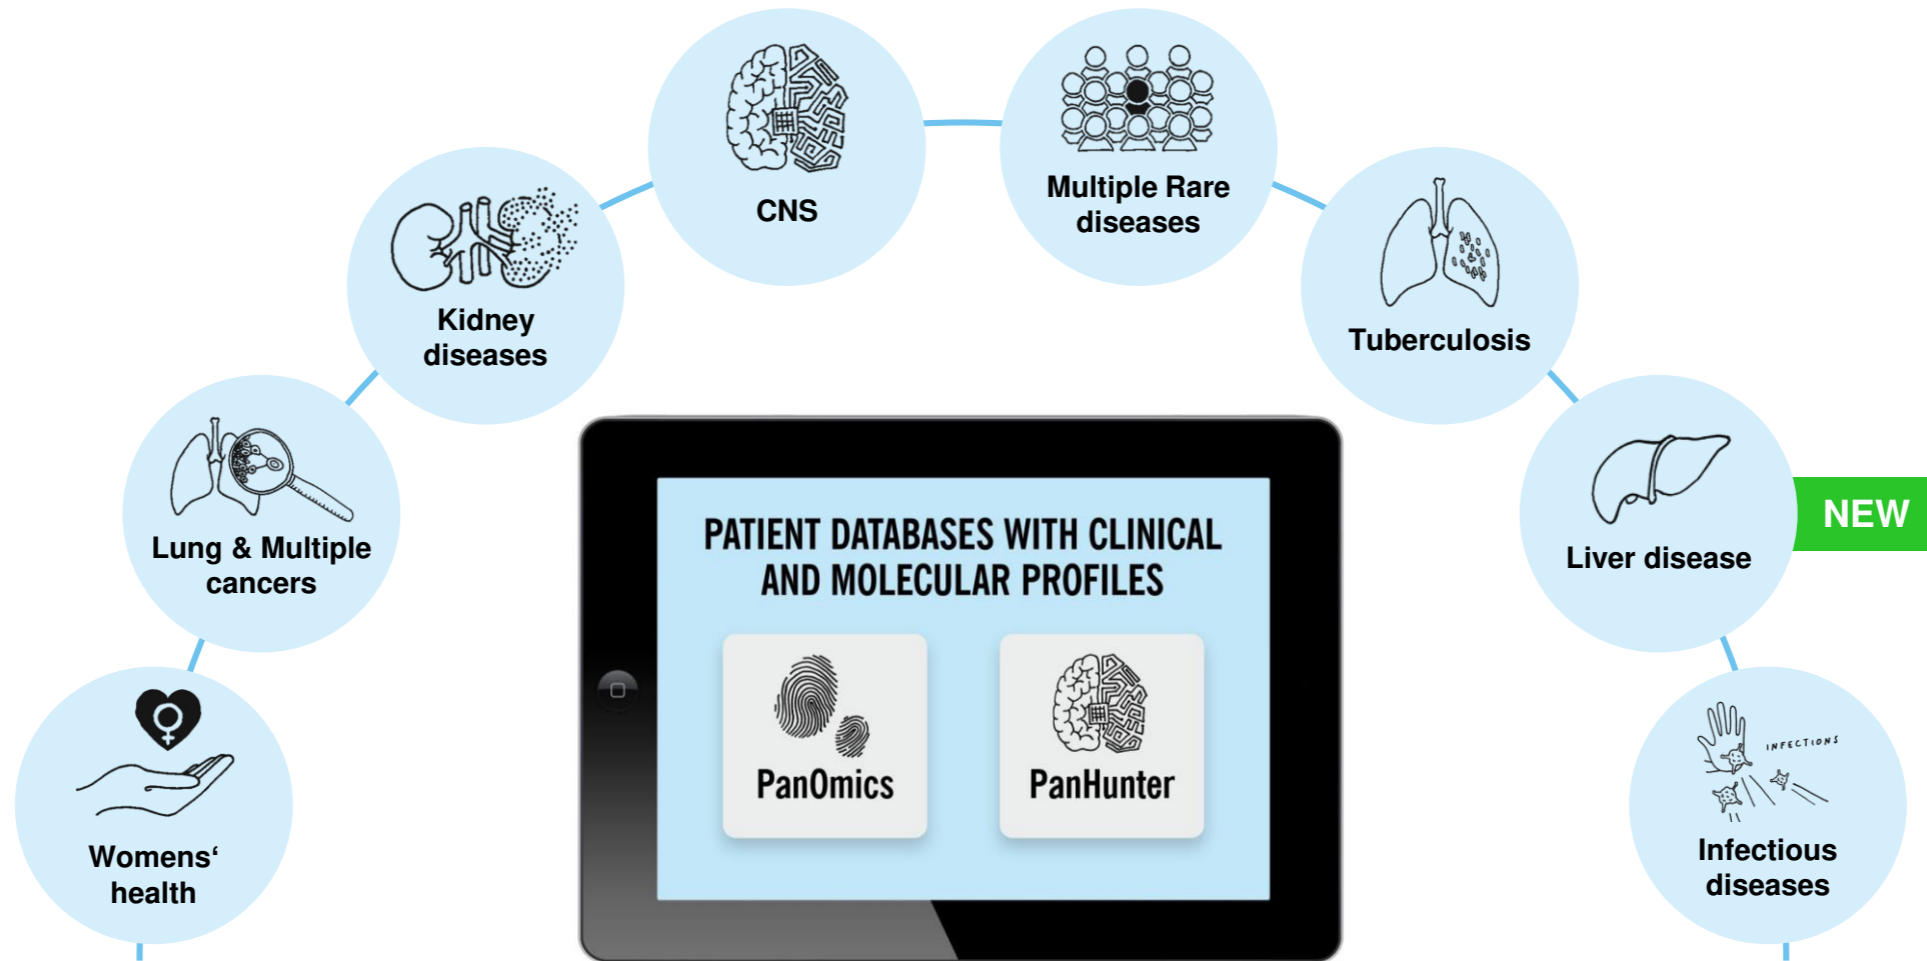 CNS
Multiple Rare
diseases
Kidney
diseases
Tuberculosis
Lung & Multiple
cancers
Liver disease
NEW
PATIENT DATABASES WITH CLINICAL
AND MOLECULAR PROFILES
PanOmics
PanHunter
Womens‘
health
INFECTIONS
Infectious
diseases